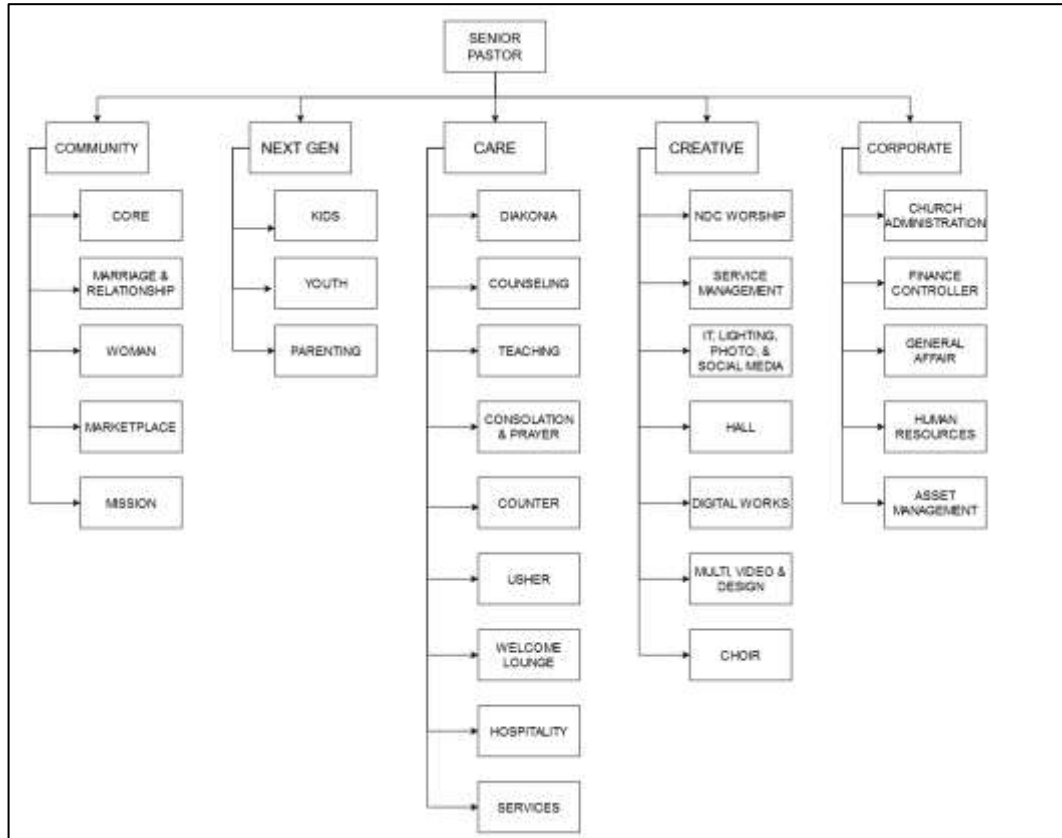 SENIOR
PASTOR
COMMUNITY
NEXT GEN
CARE
CREATIVE
CORPORATE
CORE
MARRIAGE &
RELATIONSHIP
WOMAN
MARKETPLACE
MISSION
KIDS
YOUTH
PARENTING
DIAKONIA
COUNSELING
TEACHING
CONSOLATION
& PRAYER
COUNTER
USHER
WELCOME
LOUNGE
HOSPITALITY
SERVICES
NDC WORSHIP
SERVICE
MANAGEMENT
IT, LIGHTING,
PHOTO, &
SOCIAL MEDIA
HALL
DIGITAL WORKS
MULTI, VIDEO &
DESIGN
CHOIR
CHURCH
ADMINISTRATION
FINANCE
CONTROLLER
GENERAL
AFFAIR
HUMAN
RESOURCES
ASSET
MANAGEMENT